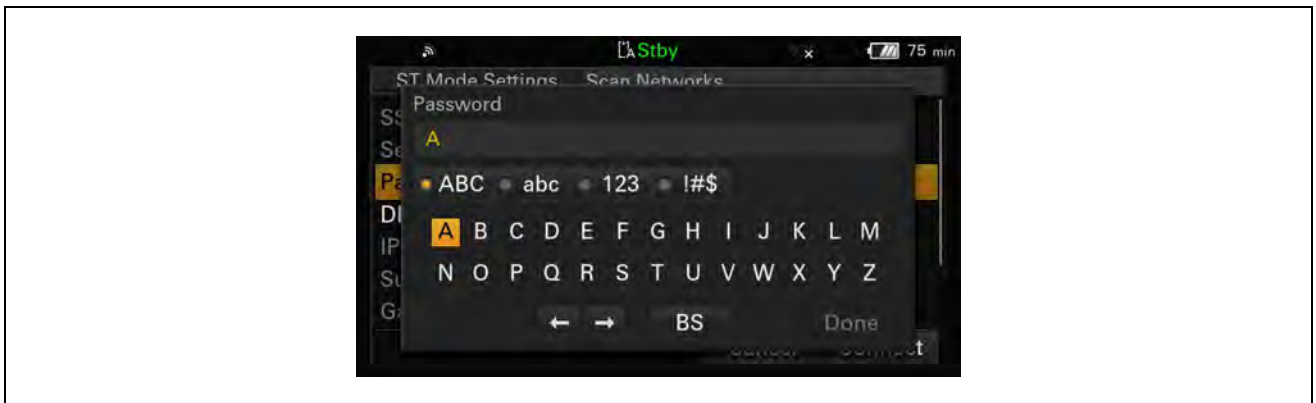 Stby 75 min
ST Mode Settings Scan Networks
Password
A
ABC abc 123 !#$
A B C D E F G H I J K L M
N O P Q R S T U V W X Y Z
← → BS Done